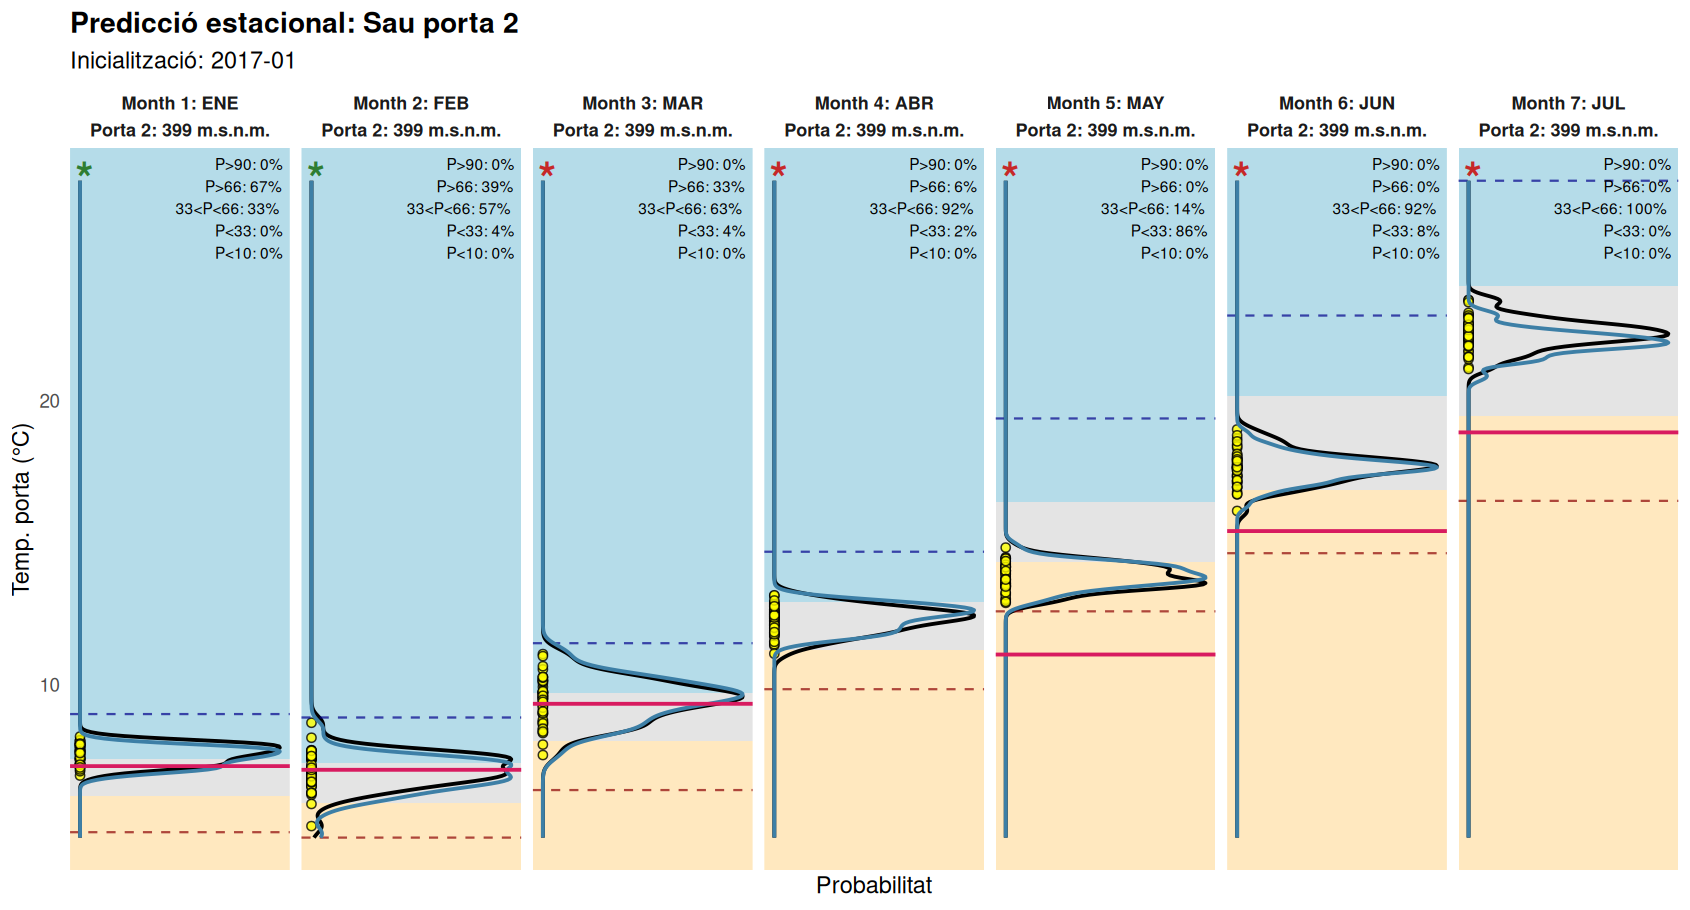 Predicció estacional: Sau porta 2
Inicialització: 2017-01
Month 1: ENE
Porta 2: 399 m.s.n.m.
*
P>90: 0%
P>66: 67%
33<P<66: 33%
P<33: 0%
P<10: 0%
Month 2: FEB
Porta 2: 399 m.s.n.m.
*
P>90: 0%
P>66: 39%
33<P<66: 57%
P<33: 4%
P<10: 0%
Month 3: MAR
Porta 2: 399 m.s.n.m.
*
P>90: 0%
P>66: 33%
33<P<66: 63%
P<33: 4%
P<10: 0%
Month 4: ABR
Porta 2: 399 m.s.n.m.
*
P>90: 0%
P>66: 6%
33<P<66: 92%
P<33: 2%
P<10: 0%
Month 5: MAY
Porta 2: 399 m.s.n.m.
*
P>90: 0%
P>66: 0%
33<P<66: 14%
P<33: 86%
P<10: 0%
Month 6: JUN
Porta 2: 399 m.s.n.m.
*
P>90: 0%
P>66: 0%
33<P<66: 92%
P<33: 8%
P<10: 0%
Month 7: JUL
Porta 2: 399 m.s.n.m.
*
P>90: 0%
P>66: 0%
33<P<66: 100%
P<33: 0%
P<10: 0%
20
10
Temp. porta (°C)
Probabilitat